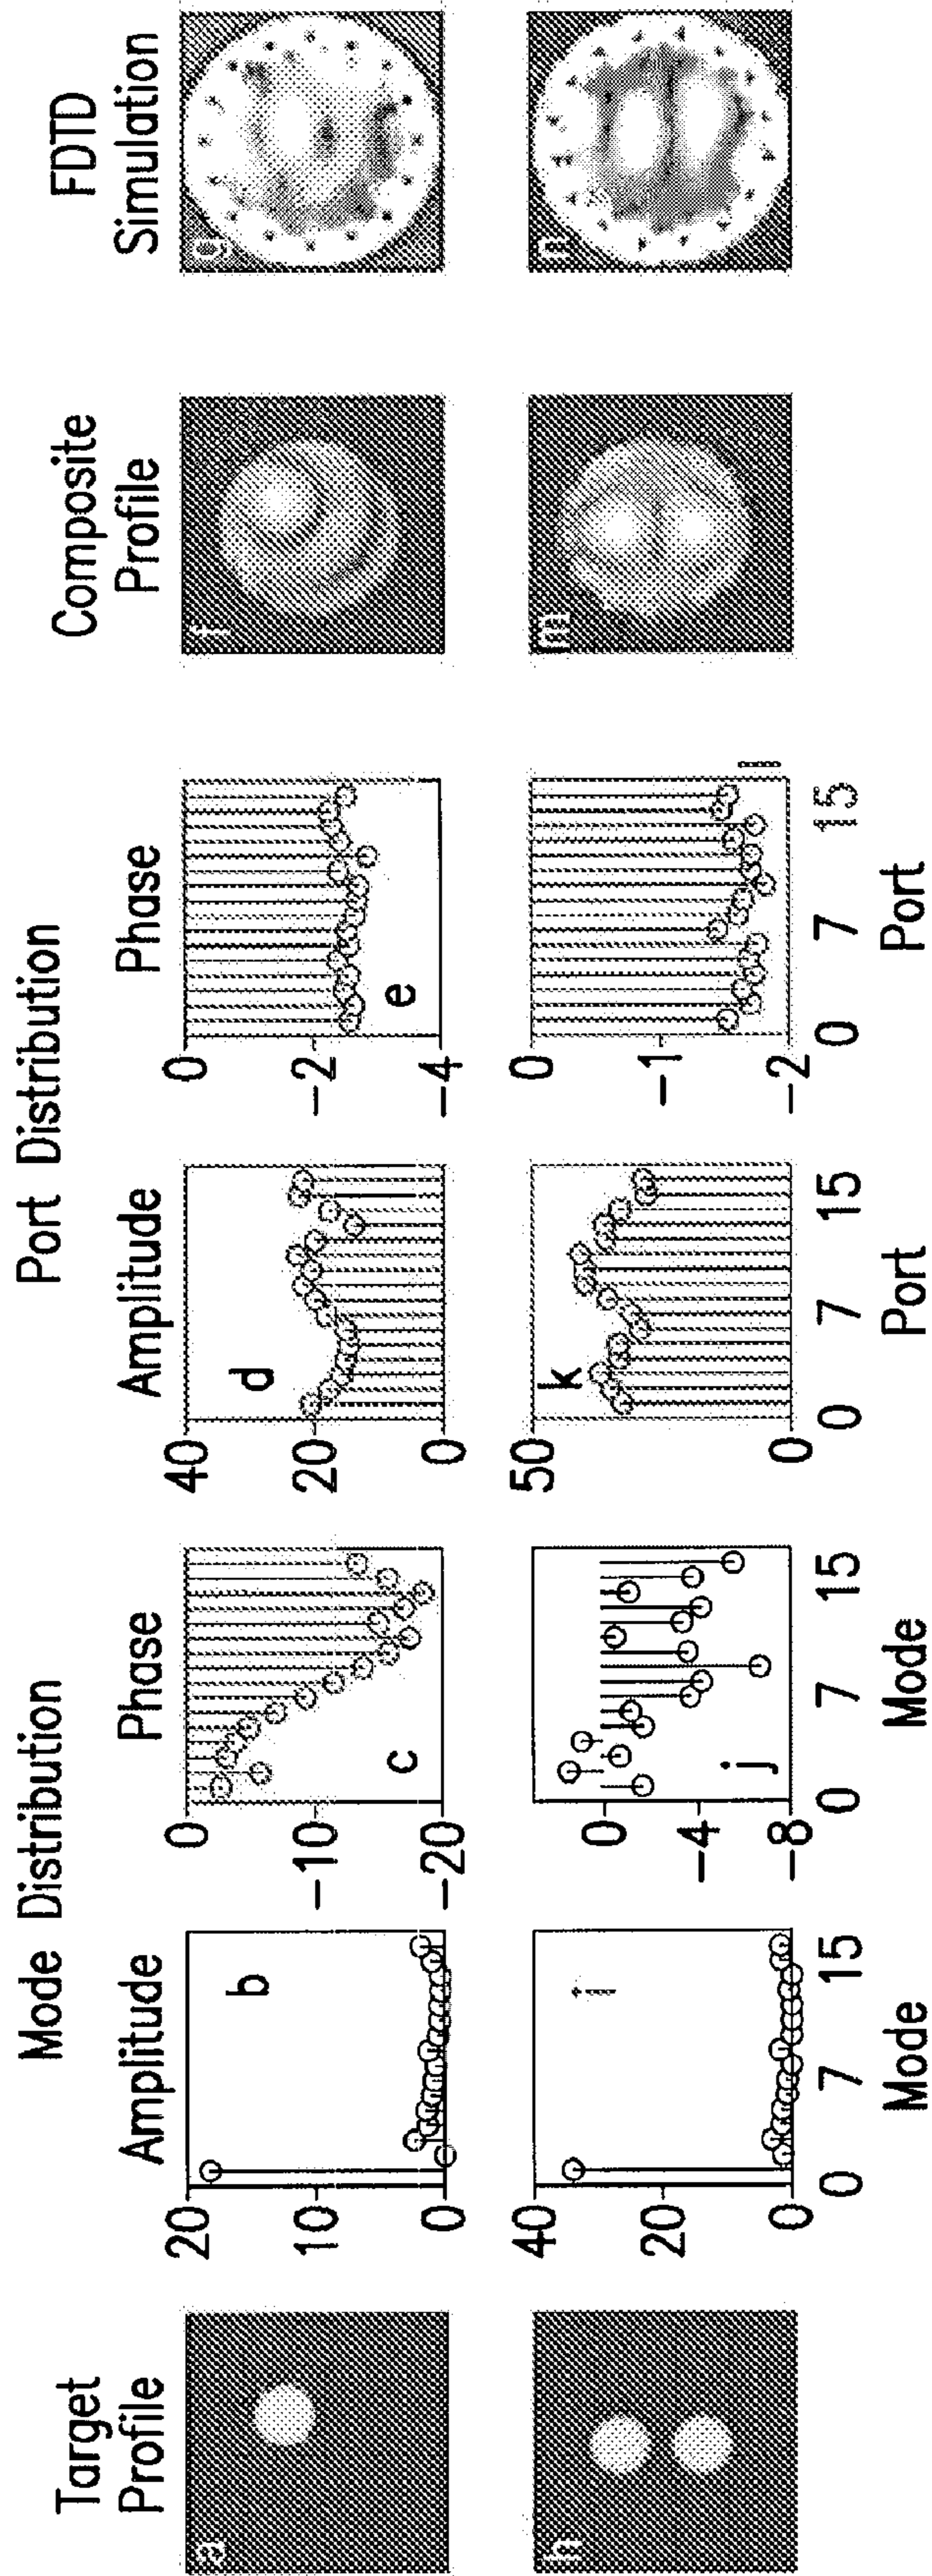 Target Profile
Mode Distribution
Amplitude
Phase
Port Distribution
Amplitude
Phase
Composite Profile
FDTD Simulation
a
20
10
0
b
0
-10
-20
c
40
20
0
d
0
-2
-4
e
f
g
h
40
20
0
i
0
7
15
Mode
0
-4
-8
j
0
7
15
Mode
50
0
k
0
7
15
Port
0
-1
-2
l
0
7
15
Port
m
n